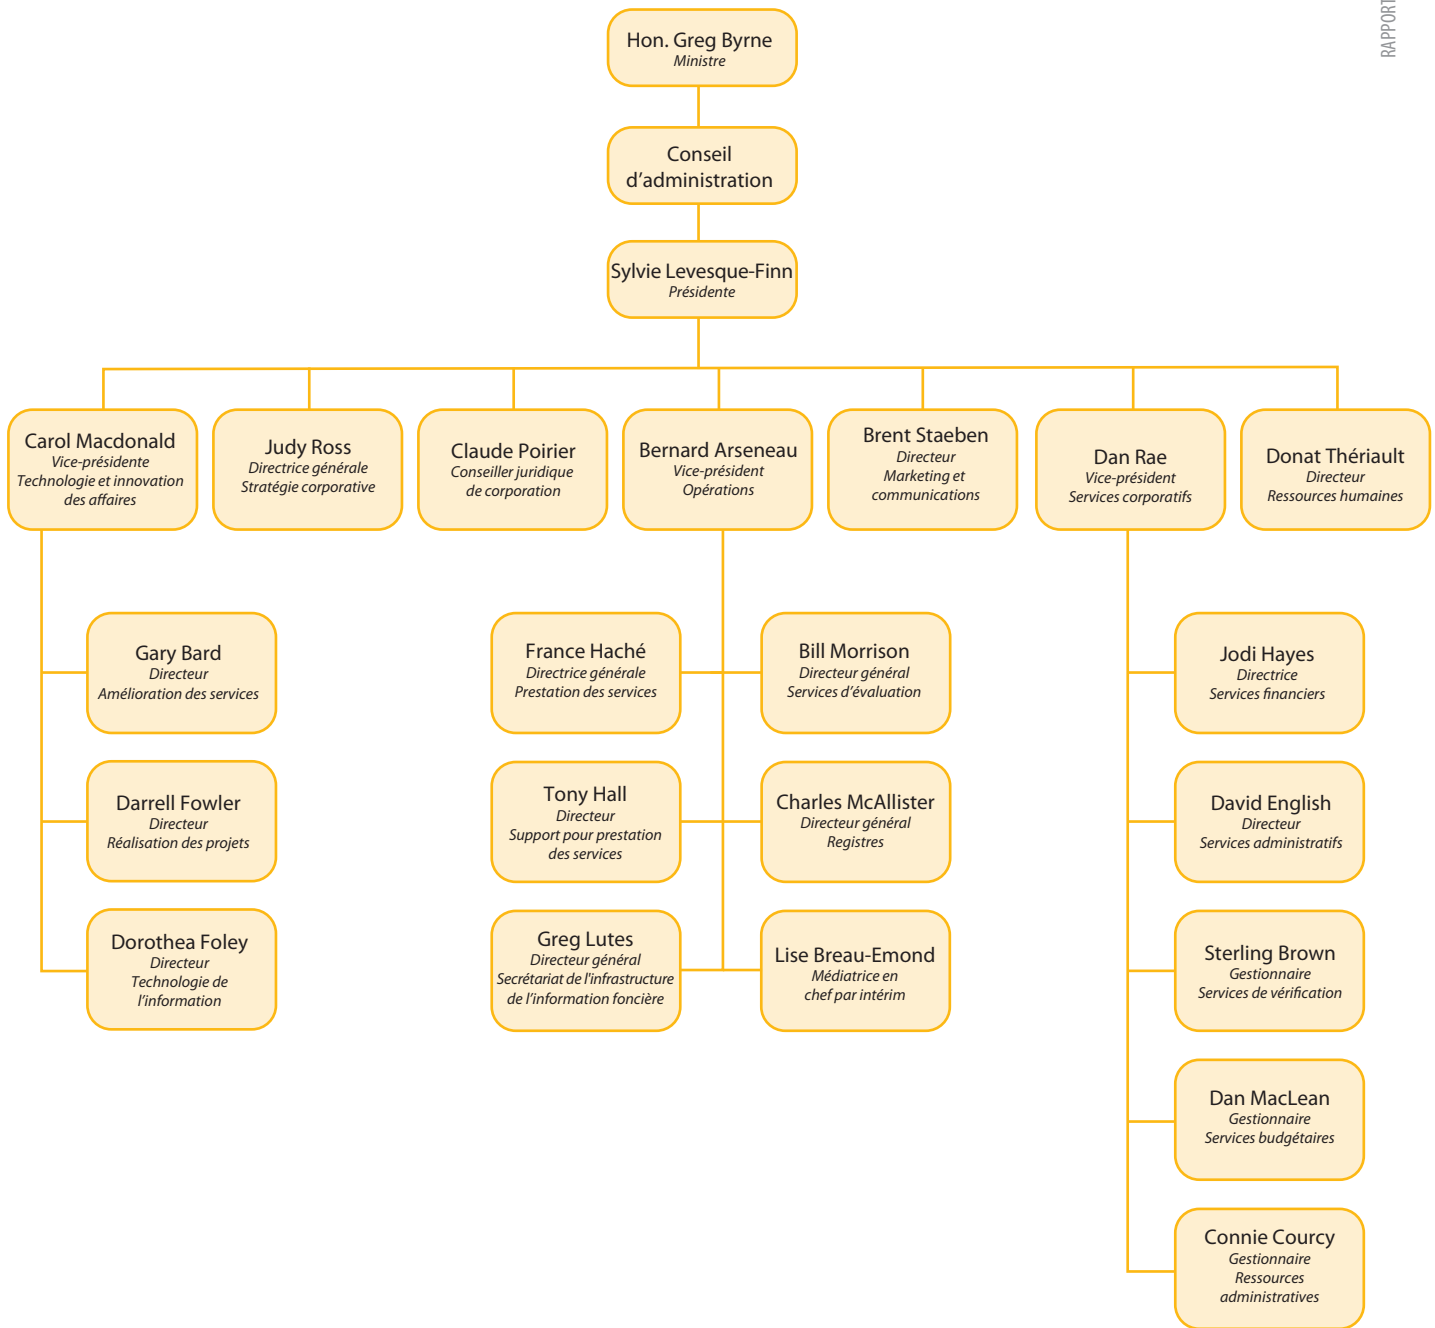 RAPPORT
Hon. Greg Byrne
Ministre
Conseil
d'administration
Sylvie Levesque-Finn
Présidente
Carol Macdonald
Vice-présidente
Technologie et innovation
des affaires
Judy Ross
Directrice générale
Stratégie corporative
Claude Poirier
Conseiller juridique
de corporation
Bernard Arseneau
Vice-président
Opérations
Brent Staeben
Directeur
Marketing et
communications
Dan Rae
Vice-président
Services corporatifs
Donat Thériault
Directeur
Ressources humaines
Gary Bard
Directeur
Amélioration des services
Darrell Fowler
Directeur
Réalisation des projets
Dorothea Foley
Directeur
Technologie de
l'information
France Haché
Directrice générale
Prestation des services
Bill Morrison
Directeur général
Services d'évaluation
Tony Hall
Directeur
Support pour prestation
des services
Charles McAllister
Directeur général
Registres
Greg Lutes
Directeur général
Secrétariat de l'infrastructure
de l'information foncière
Lise Breau-Emond
Médiatrice en
chef par intérim
Jodi Hayes
Directrice
Services financiers
David English
Directeur
Services administratifs
Sterling Brown
Gestionnaire
Services de vérification
Dan MacLean
Gestionnaire
Services budgétaires
Connie Courcy
Gestionnaire
Ressources
administratives